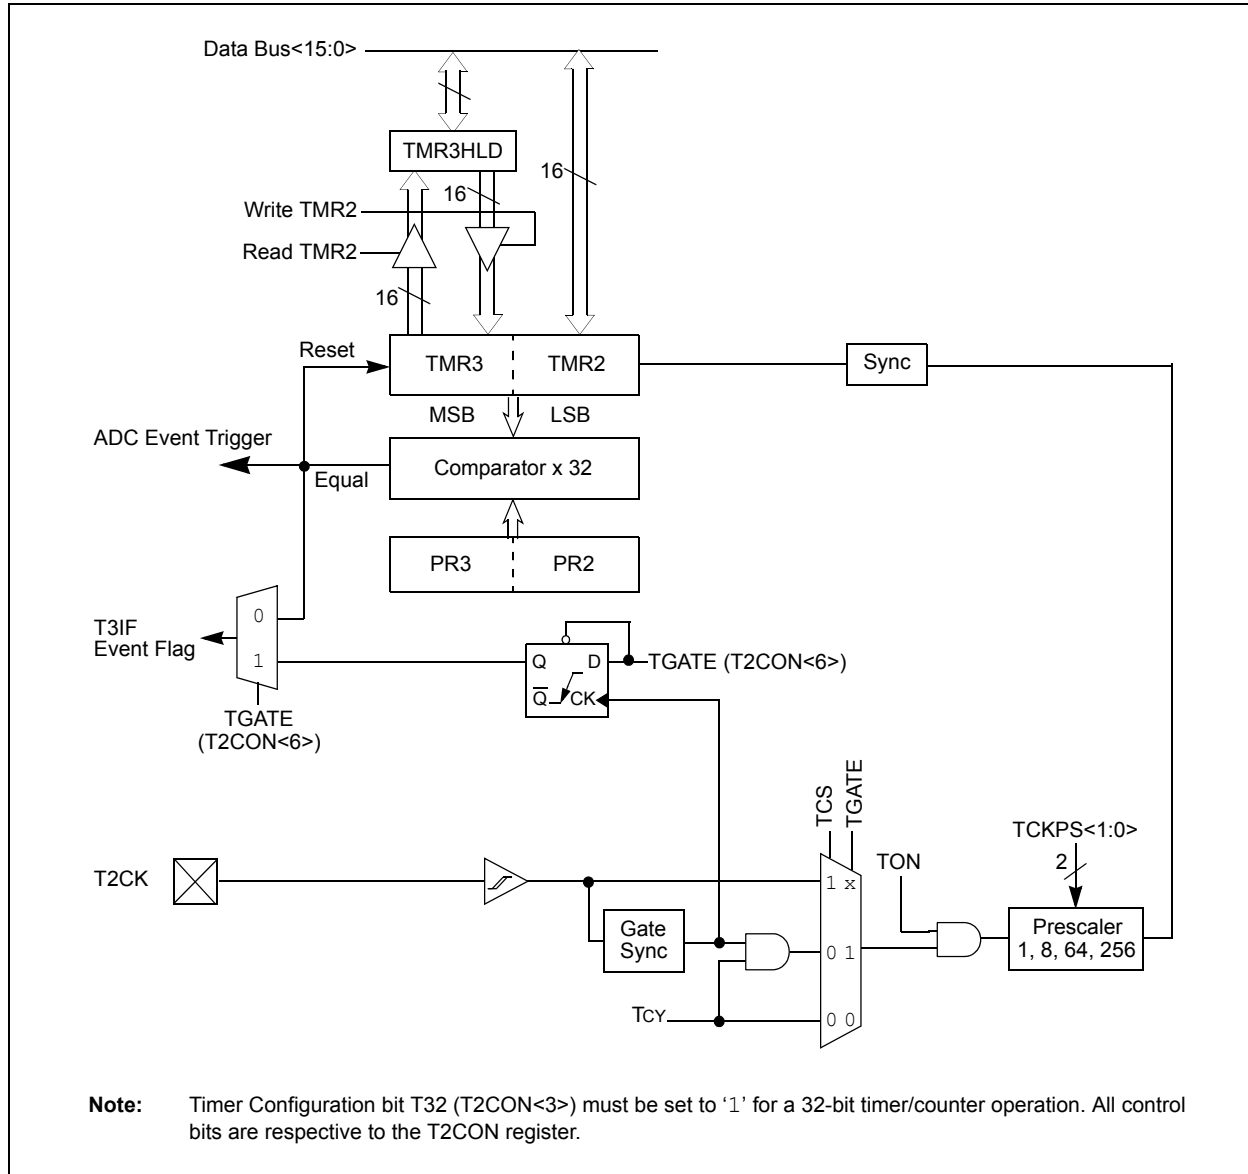 Data Bus<15:0>
TMR3HLD
16
16
Write TMR2
Read TMR2
16
Reset
TMR3
TMR2
Sync
MSB
LSB
ADC Event Trigger
Equal
Comparator x 32
PR3
PR2
0
T3IF
Event Flag
1
Q
D
TGATE (T2CON<6>)
Q
CK
TGATE
(T2CON<6>)
TCS
TGATE
TCKPS<1:0>
2
TON
T2CK
1 x
Gate
Sync
0 1
Prescaler
1, 8, 64, 256
TCY
0 0
Note: Timer Configuration bit T32 (T2CON<3>) must be set to ‘1’ for a 32-bit timer/counter operation. All control
bits are respective to the T2CON register.